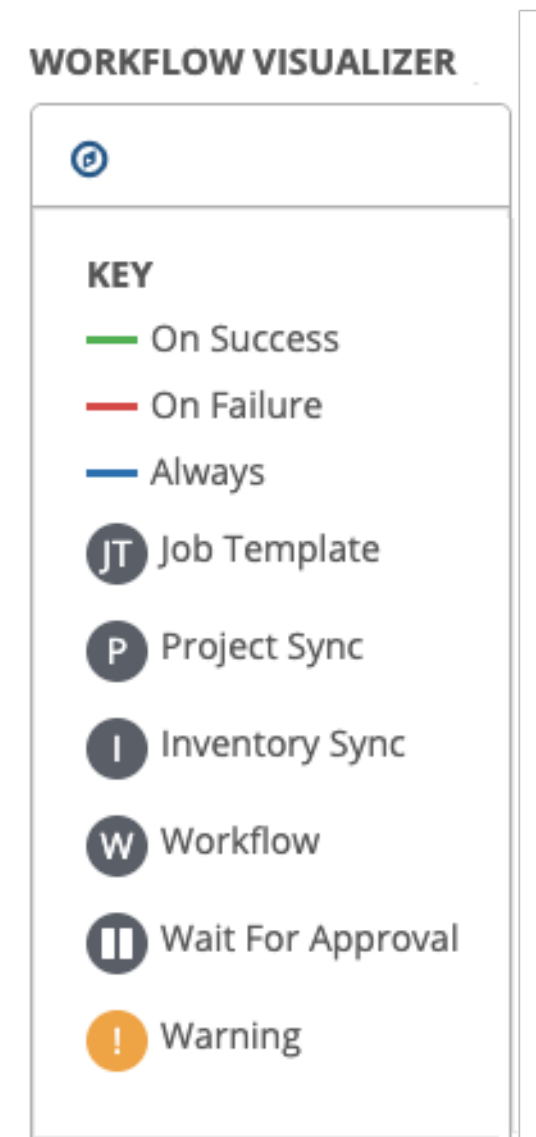 WORKFLOW VISUALIZER
KEY
On Success
On Failure
Always
JT Job Template
P Project Sync
I Inventory Sync
W Workflow
Wait For Approval
! Warning